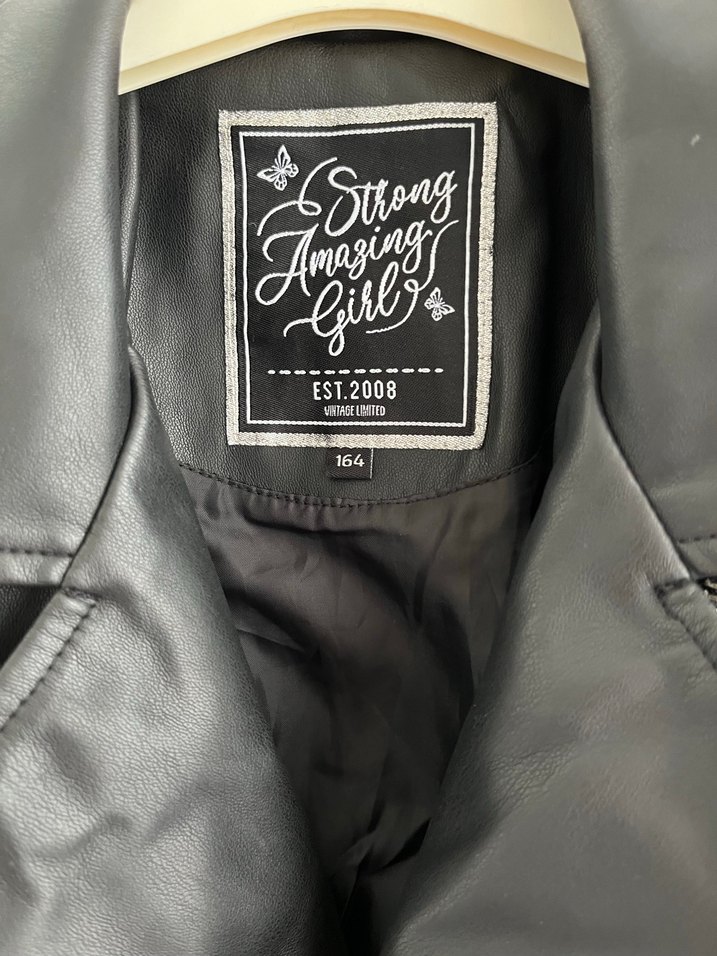 Strong
Amazing
Girl
EST.2008
VINTAGE LIMITED
164